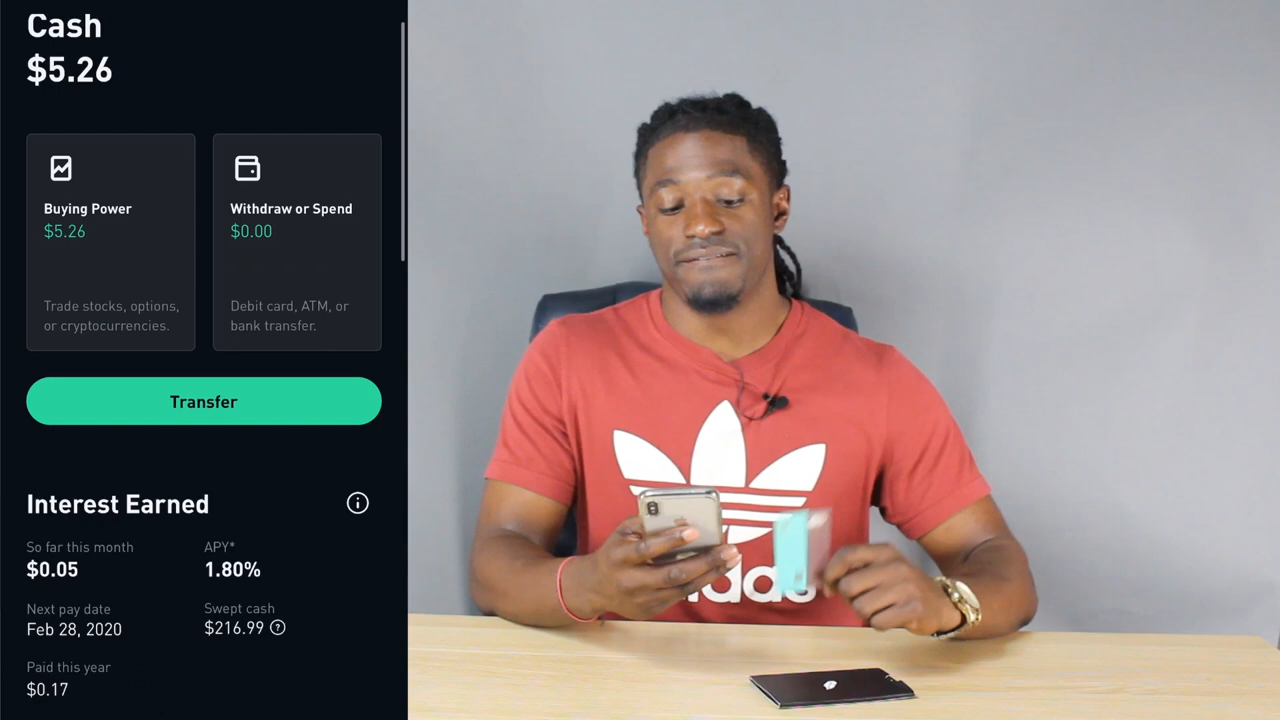 Cash
$5.26
Buying Power
$5.26
Trade stocks, options,
or cryptocurrencies.
Withdraw or Spend
$0.00
Debit card, ATM, or
bank transfer.
Transfer
Interest Earned
So far this month
$0.05
APY*
1.80%
Next pay date
Feb 28, 2020
Swept cash
$216.99
Paid this year
$0.17
adidas